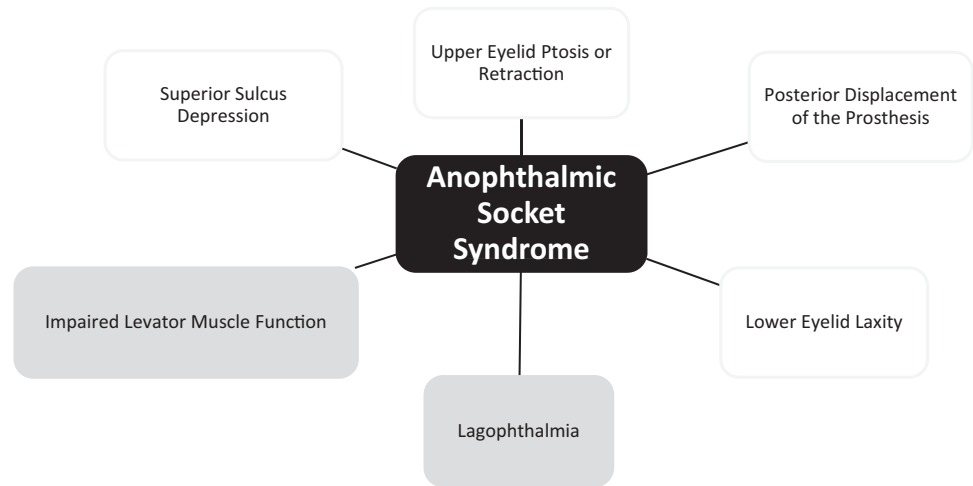 Upper Eyelid Ptosis or
Retraction
Superior Sulcus
Depression
Posterior Displacement
of the Prosthesis
Anophthalmic
Socket
Syndrome
Impaired Levator Muscle Function
Lower Eyelid Laxity
Lagophthalmia